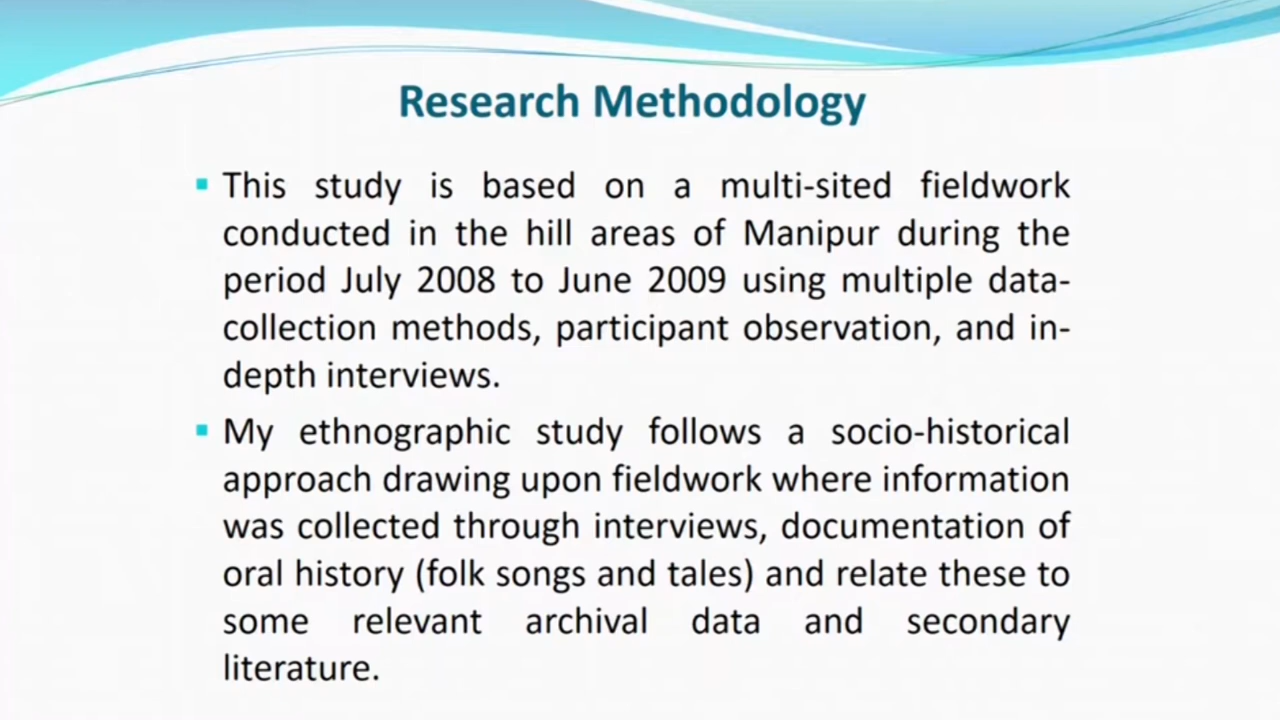 Research Methodology
This study is based on a multi-sited fieldwork
conducted in the hill areas of Manipur during the
period July 2008 to June 2009 using multiple data-
collection methods, participant observation, and in-
depth interviews.
My ethnographic study follows a socio-historical
approach drawing upon fieldwork where information
was collected through interviews, documentation of
oral history (folk songs and tales) and relate these to
some relevant archival data and secondary
literature.